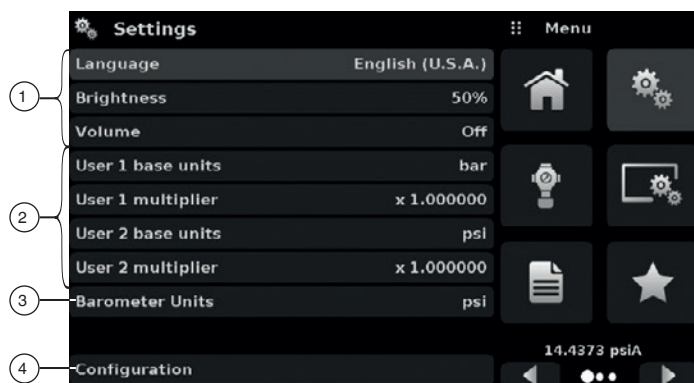 Settings
Menu
1
Language English (U.S.A.)
Brightness 50%
Volume Off
2
User 1 base units bar
User 1 multiplier x 1.000000
User 2 base units psi
User 2 multiplier x 1.000000
3
Barometer Units psi
14.4373 psiA
4
Configuration